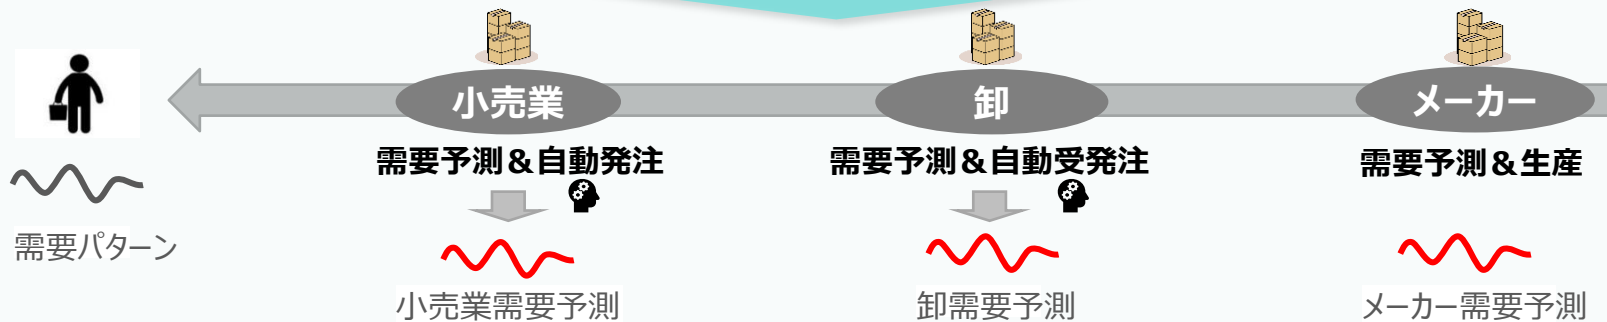 小売業
卸
メーカー
需要予測＆自動発注
需要予測＆自動受発注
需要予測＆生産
需要パターン
小売業需要予測
卸需要予測
メーカー需要予測